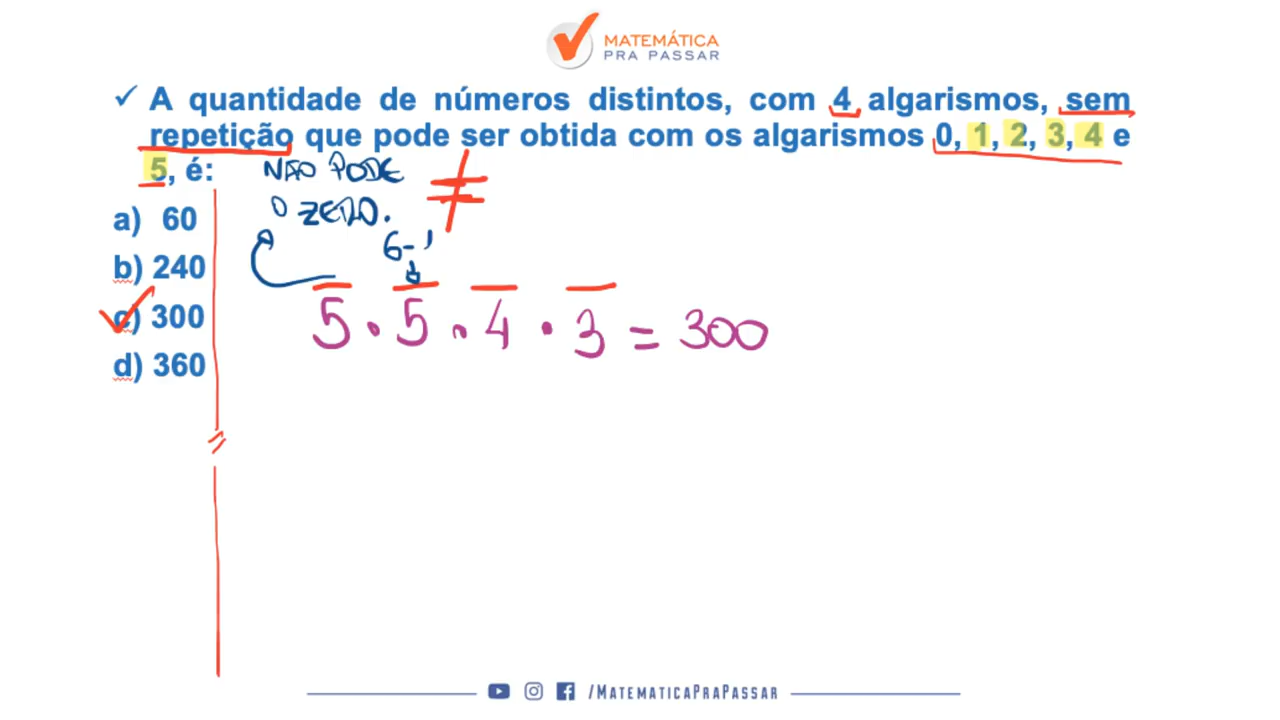 MATEMÁTICA
PRA PASSAR
✓ A quantidade de números distintos, com 4 algarismos, sem
repetição que pode ser obtida com os algarismos 0, 1, 2, 3, 4 e
5, é:
NÃO PODE
O ZERO.
≠
a) 60
b) 240
c) 300
d) 360
6-1
5 . 5 . 4 . 3 = 300
/MATEMATICAPRAPASSAR